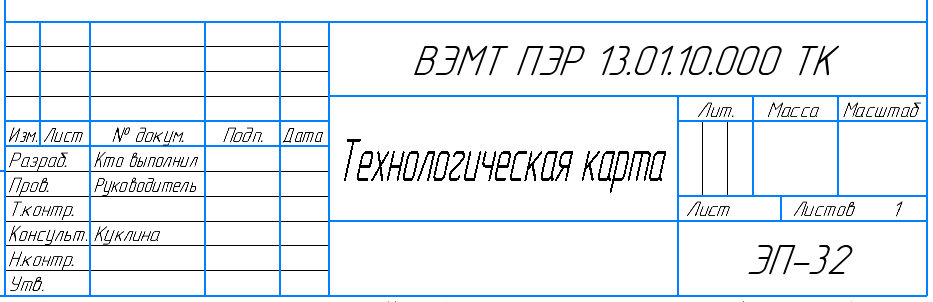 ВЭМТ ПЭР 13.01.10.000 ТК
Изм. Лист № докум. Подп. Дата
Разраб. Кто выполнил
Пров. Руководитель
Т.контр.
Консульт. Куклина
Н.контр.
Утв.
Технологическая карта
Лит. Масса Масштаб
Лист Листов 1
ЭП-32